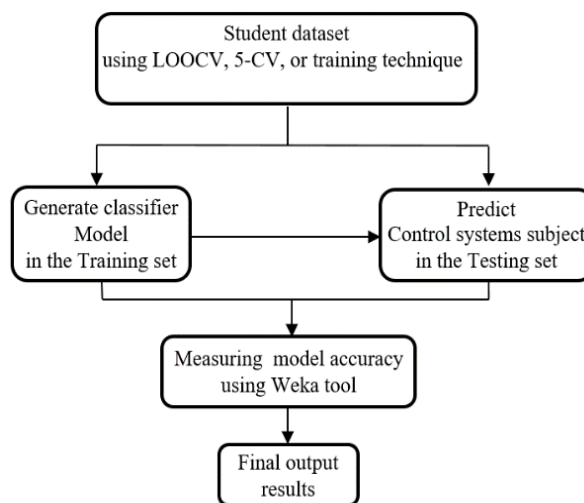 Student dataset
using LOOCV, 5-CV, or training technique
Generate classifier
Model
in the Training set
Predict
Control systems subject
in the Testing set
Measuring model accuracy
using Weka tool
Final output
results